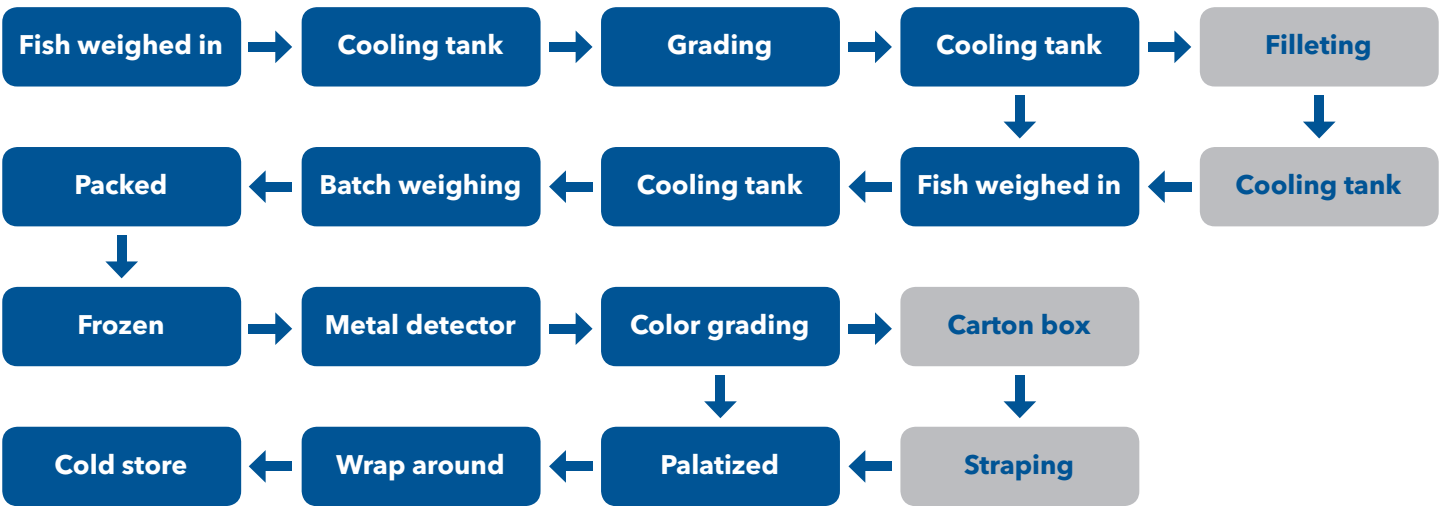 Fish weighed in
Cooling tank
Grading
Cooling tank
Filleting
Packed
Batch weighing
Cooling tank
Fish weighed in
Cooling tank
Frozen
Metal detector
Color grading
Carton box
Cold store
Wrap around
Palatized
Straping